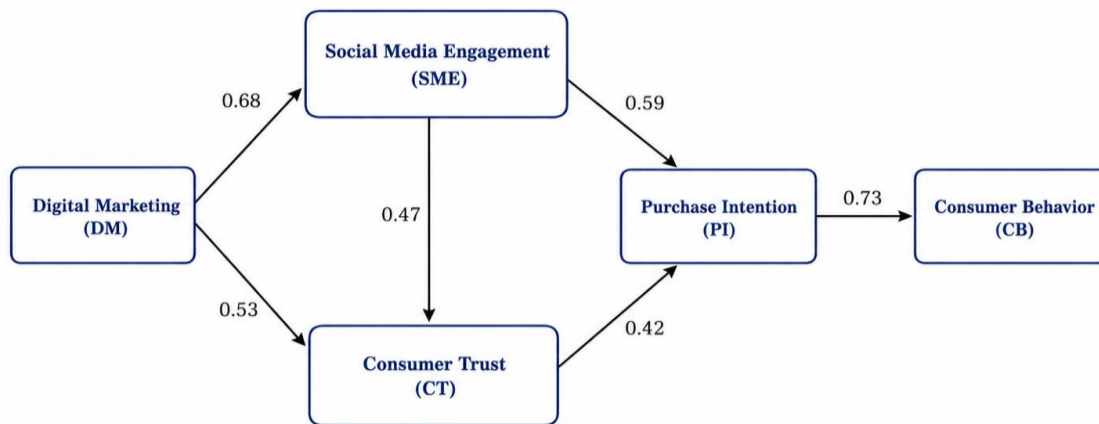 Social Media Engagement
(SME)
0.68
0.59
Digital Marketing
(DM)
0.47
Purchase Intention
(PI)
0.73
Consumer Behavior
(CB)
0.53
0.42
Consumer Trust
(CT)